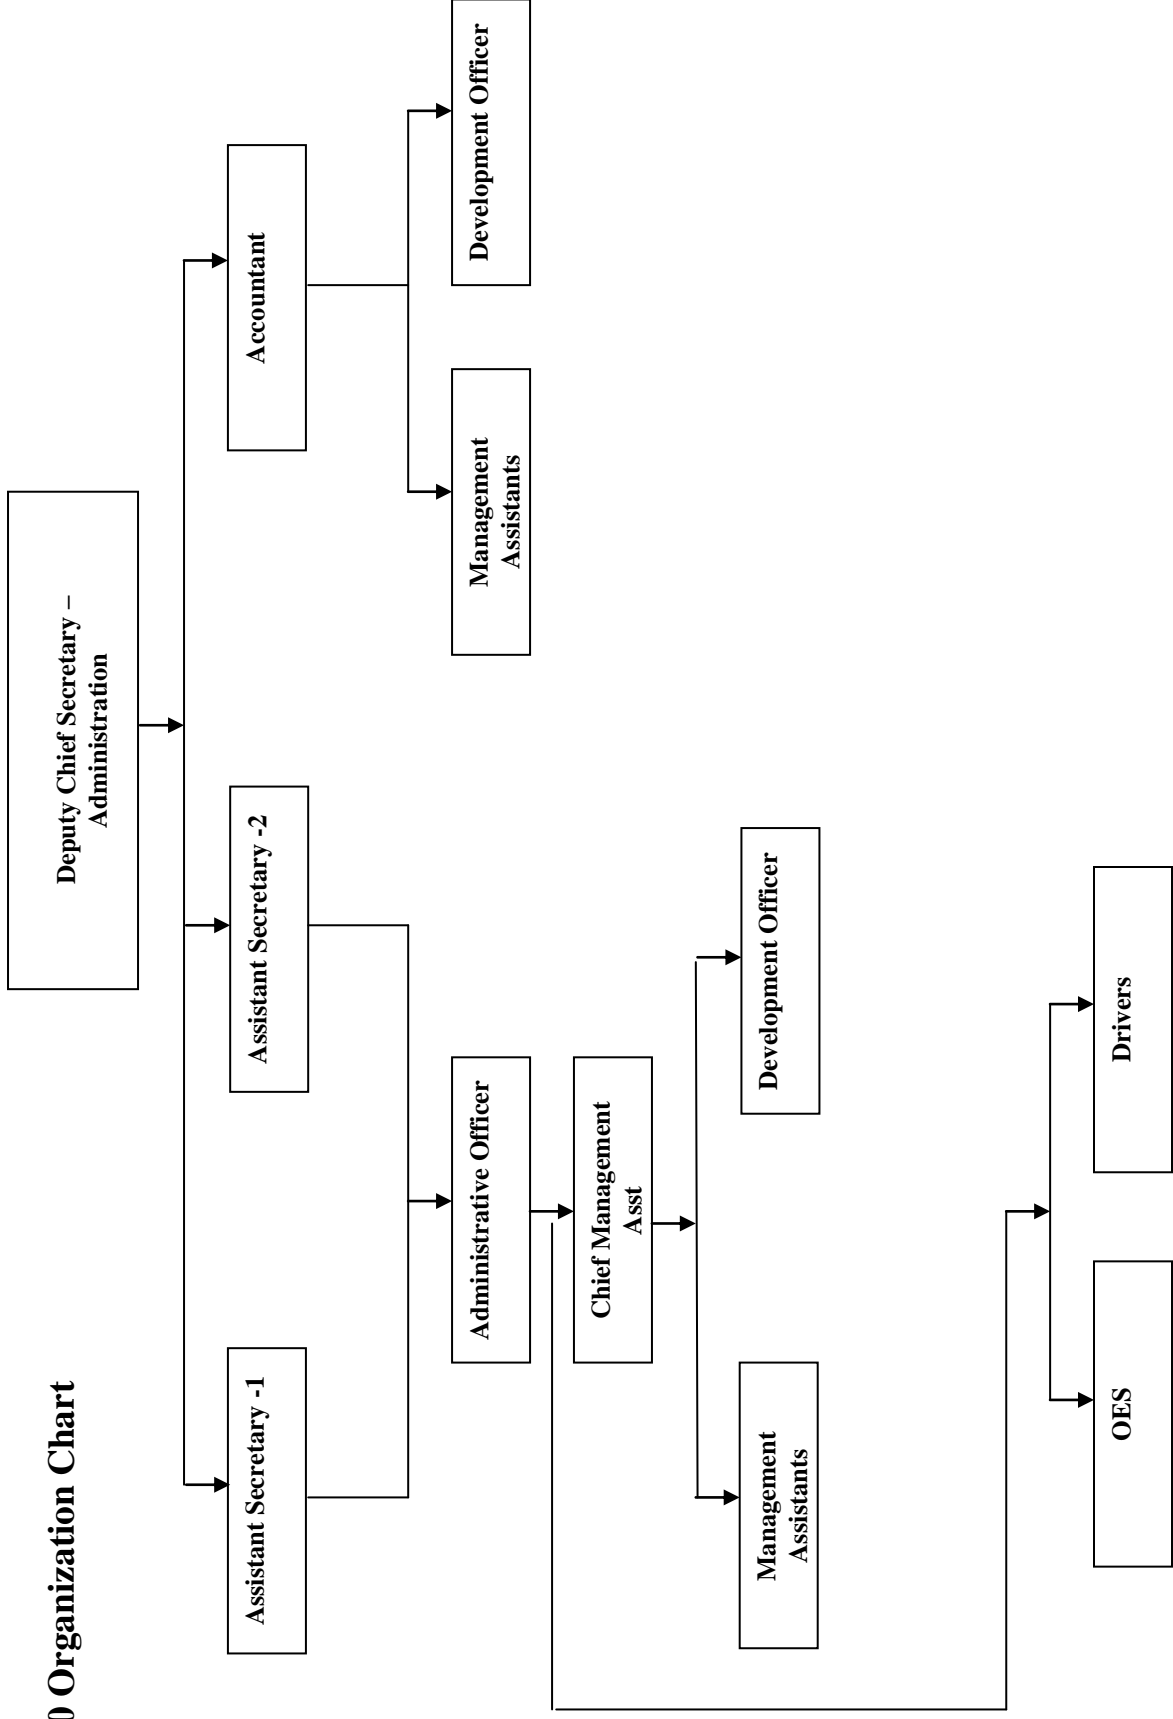 0 Organization Chart
Deputy Chief Secretary –
Administration
Assistant Secretary -1
Assistant Secretary -2
Accountant
Administrative Officer
Management
Assistants
Development Officer
Chief Management
Asst
Management
Assistants
Development Officer
OES
Drivers